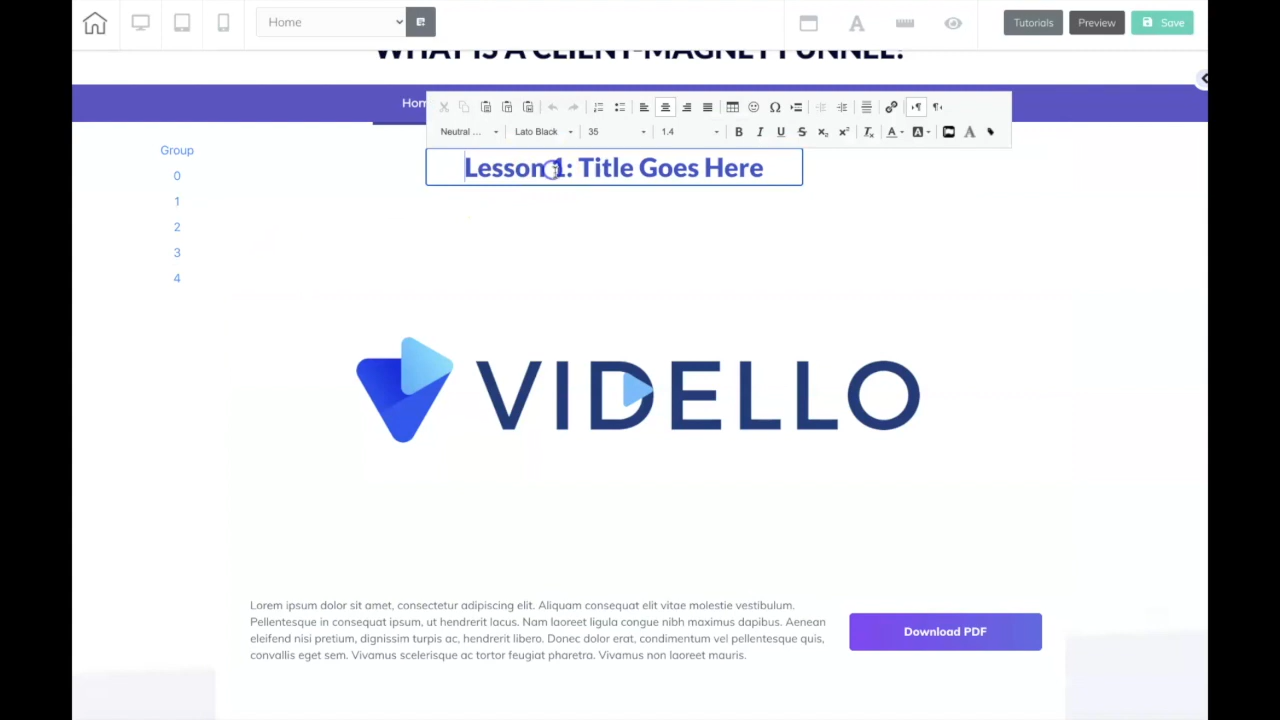 Home
Tutorials
Preview
Save
WHAT IS A CLIENT-MAGNET FUNNEL?
Hom
Neutral ...
Lato Black
35
1.4
Lesson 1: Title Goes Here
Group
0
1
2
3
4
VIDELLO
Lorem ipsum dolor sit amet, consectetur adipiscing elit. Aliquam consequat elit vitae molestie vestibulum.
Pellentesque in consequat ipsum, ut hendrerit lacus. Nam laoreet ligula congue nibh maximus dapibus. Aenean
eleifend nisi pretium, dignissim turpis ac, hendrerit libero. Donec dolor erat, condimentum vel pellentesque quis,
convallis eget sem. Vivamus scelerisque ac tortor feugiat pharetra. Vivamus non laoreet mauris.
Download PDF